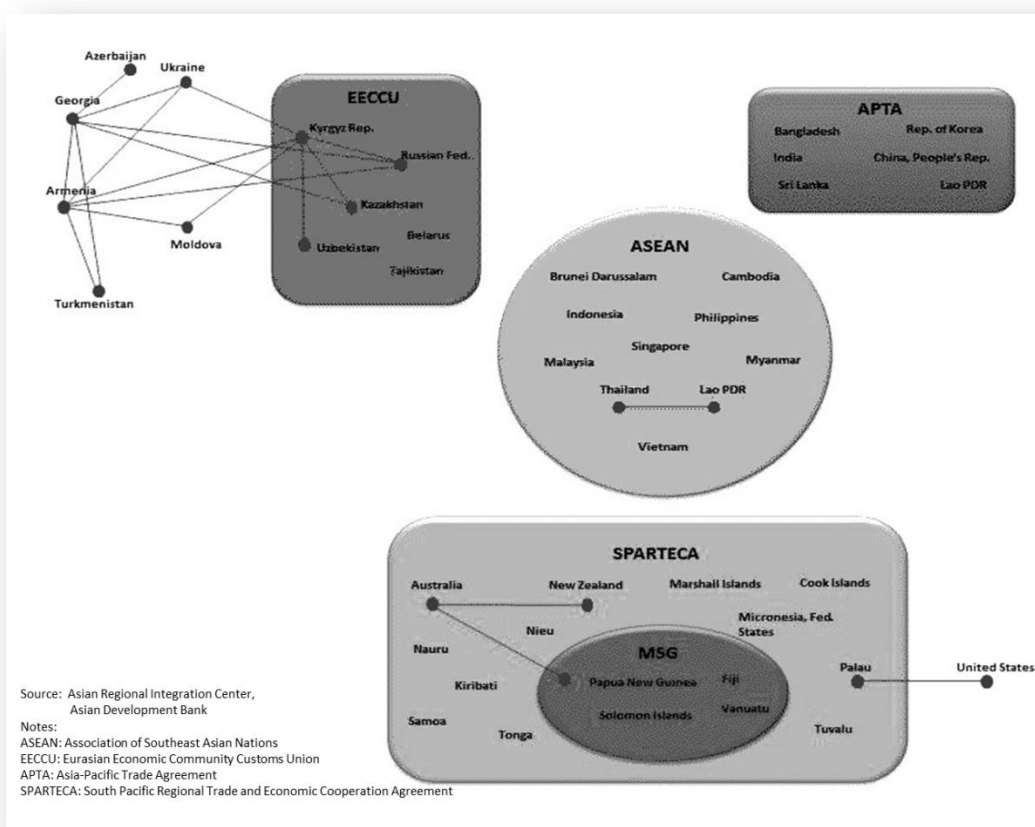 Azerbaijan
Ukraine
Georgia
Armenia
Moldova
Turkmenistan
EECCU
Kyrgyz Rep.
Russian Fed..
Kazakhstan
Belarus
Uzbekistan
Tajikistan
APTA
Bangladesh
Rep. of Korea
India
China, People's Rep.
Sri Lanka
Lao PDR
ASEAN
Brunei Darussalam
Cambodia
Indonesia
Philippines
Singapore
Malaysia
Myanmar
Thailand
Lao PDR
Vietnam
SPARTECA
Australia
New Zealand
Marshall Islands
Cook Islands
Nieu
Micronesia, Fed.
States
Nauru
MSG
Palau
United States
Kiribati
Papua New Guinea
Fiji
Solomon Islands
Vanuatu
Samoa
Tonga
Tuvalu
Source: Asian Regional Integration Center,
Asian Development Bank
Notes:
ASEAN: Association of Southeast Asian Nations
EECCU: Eurasian Economic Community Customs Union
APTA: Asia-Pacific Trade Agreement
SPARTECA: South Pacific Regional Trade and Economic Cooperation Agreement